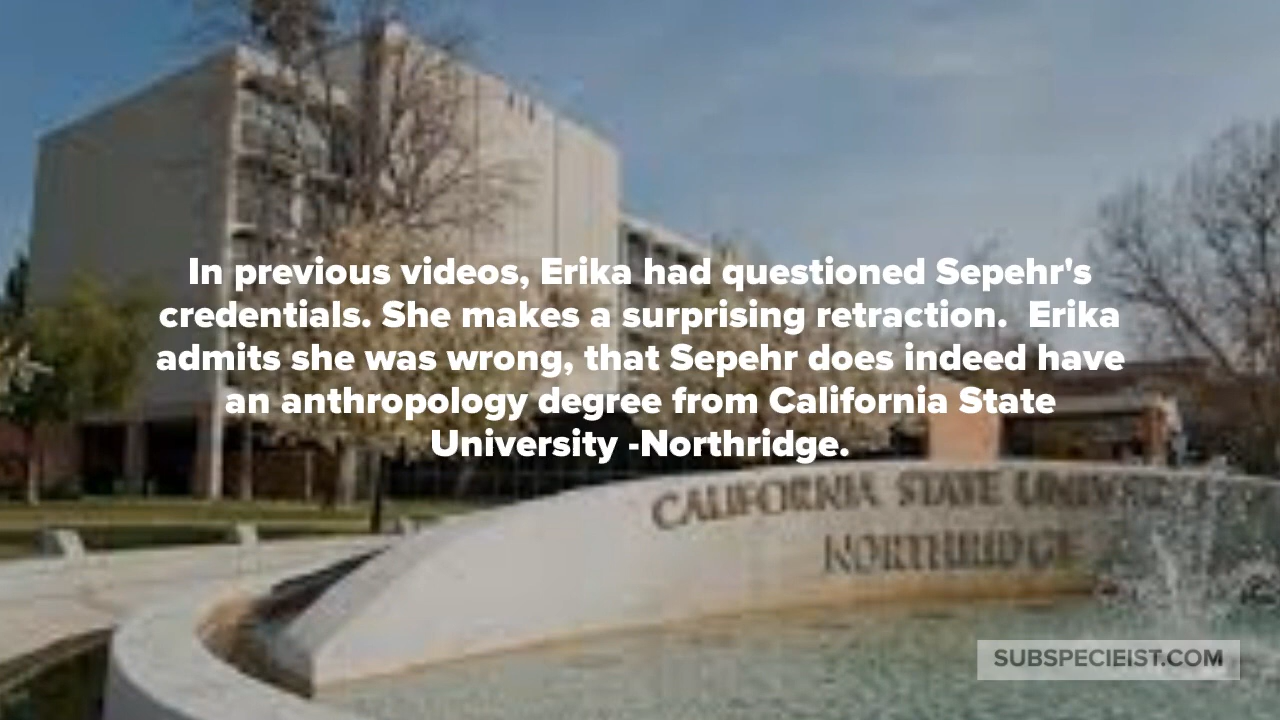 In previous videos, Erika had questioned Sepehr's
credentials. She makes a surprising retraction.  Erika
admits she was wrong, that Sepehr does indeed have
an anthropology degree from California State
University -Northridge.
CALIFORNIA STATE
NORTHRIDGE
SUBSPECIEIST.COM